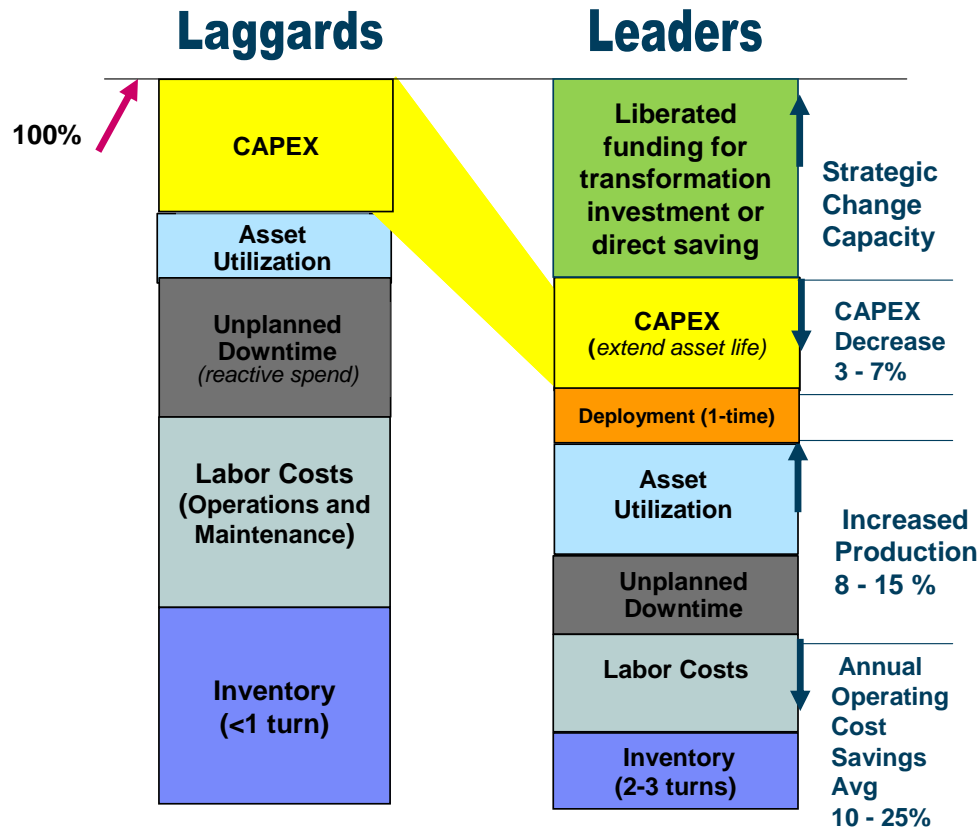 Laggards
Leaders
100%
CAPEX
Asset
Utilization
Unplanned
Downtime
(reactive spend)
Labor Costs
(Operations and
Maintenance)
Inventory
(<1 turn)
Liberated
funding for
transformation
investment or
direct saving
CAPEX
(extend asset life)
Deployment (1-time)
Asset
Utilization
Unplanned
Downtime
Labor Costs
Inventory
(2-3 turns)
Strategic
Change
Capacity
CAPEX
Decrease
3 - 7%
Increased
Production
8 - 15 %
Annual
Operating
Cost
Savings
Avg
10 - 25%